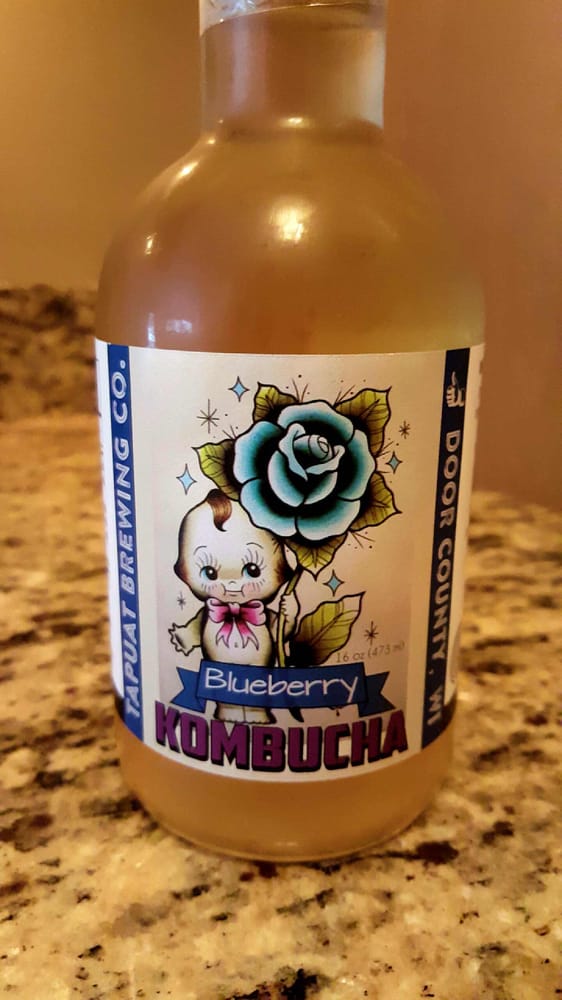 TAPUAT BREWING CO.
DOOR COUNTY, WI
16 oz (473 ml)
Blueberry
KOMBUCHA